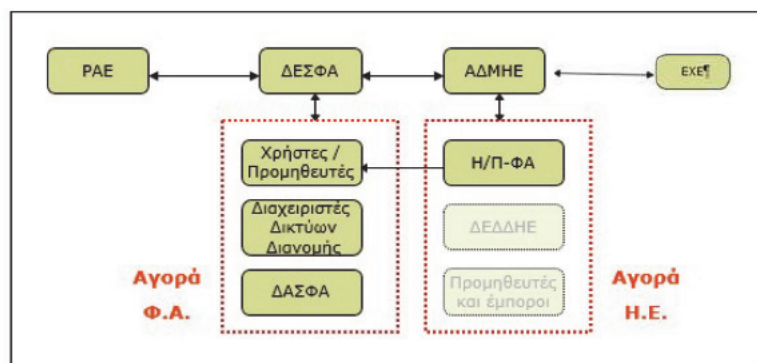 ΡΑΕ
ΔΕΣΦΑ
ΑΔΜΗΕ
ΕΧΕ¶
Χρήστες /
Προμηθευτές
Η/Π-ΦΑ
Διαχειριστές
Δικτύων
Διανομής
ΔΕΔΔΗΕ
Αγορά
Φ.Α.
ΔΑΣΦΑ
Προμηθευτές
και έμποροι
Αγορά
Η.Ε.